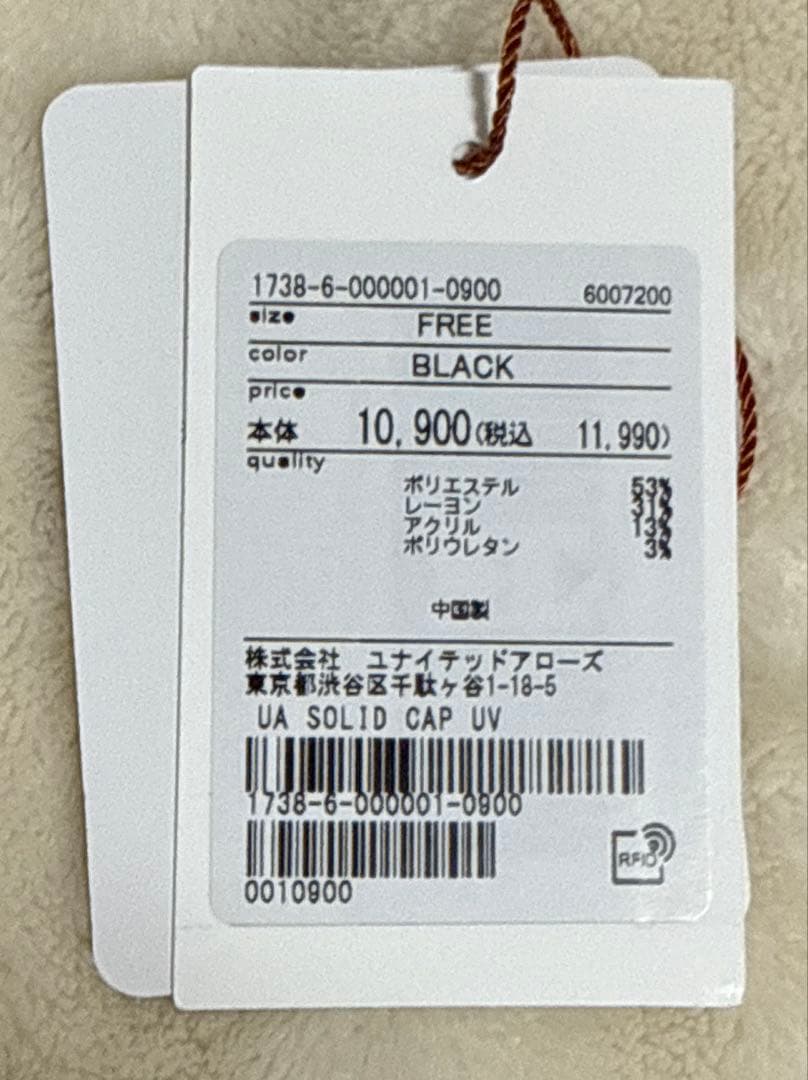 1738-6-000001-0900 6007200
size FREE
color BLACK
price
本体 10,900(税込 11,990)
quality
ポリエステル 53%
レーヨン 31%
アクリル 13%
ポリウレタン 3%
中国製
株式会社 ユナイテッドアローズ
東京都渋谷区千駄ヶ谷1-18-5
UA SOLID CAP UV
1738-6-000001-0900
0010900
RFID